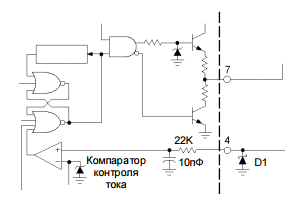 7
22K
4
+
−
10пФ
D1
Компаратор
контроля
тока